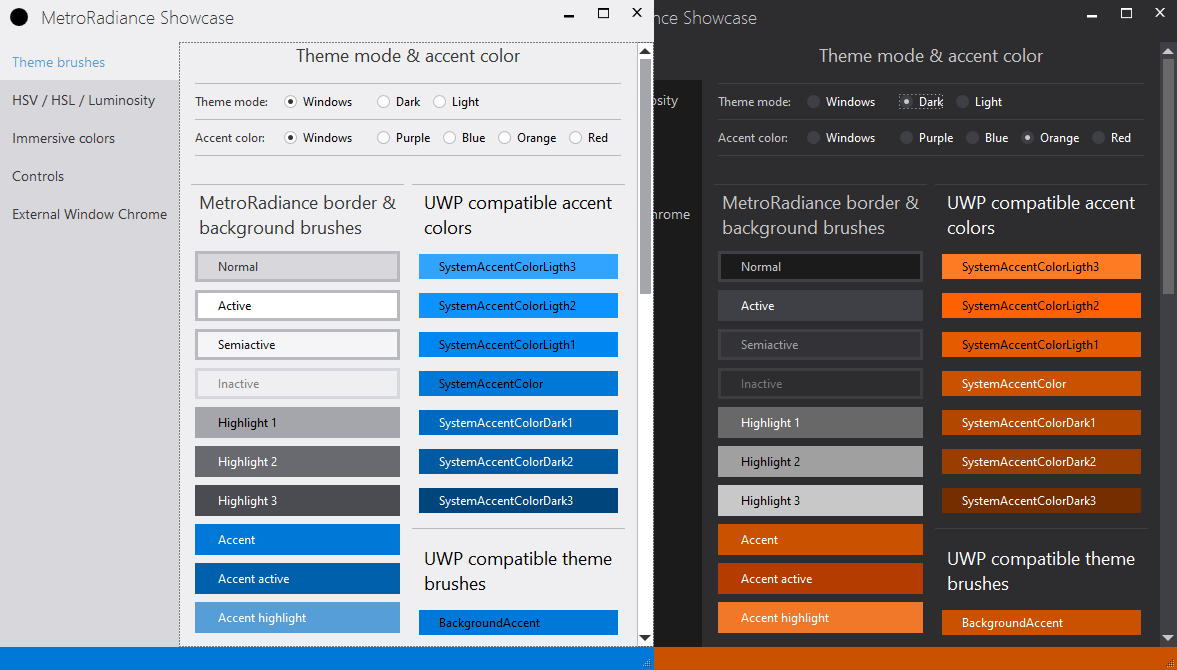 MetroRadiance Showcase
Theme brushes
HSV / HSL / Luminosity
Immersive colors
Controls
External Window Chrome
Theme mode & accent color
Theme mode: Windows Dark Light
Accent color: Windows Purple Blue Orange Red
MetroRadiance border &
background brushes
Normal
Active
Semiactive
Inactive
Highlight 1
Highlight 2
Highlight 3
Accent
Accent active
Accent highlight
UWP compatible accent
colors
SystemAccentColorLigth3
SystemAccentColorLigth2
SystemAccentColorLigth1
SystemAccentColor
SystemAccentColorDark1
SystemAccentColorDark2
SystemAccentColorDark3
UWP compatible theme
brushes
BackgroundAccent
nce Showcase
osity
hrome
Theme mode & accent color
Theme mode: Windows Dark Light
Accent color: Windows Purple Blue Orange Red
MetroRadiance border &
background brushes
Normal
Active
Semiactive
Inactive
Highlight 1
Highlight 2
Highlight 3
Accent
Accent active
Accent highlight
UWP compatible accent
colors
SystemAccentColorLigth3
SystemAccentColorLigth2
SystemAccentColorLigth1
SystemAccentColor
SystemAccentColorDark1
SystemAccentColorDark2
SystemAccentColorDark3
UWP compatible theme
brushes
BackgroundAccent